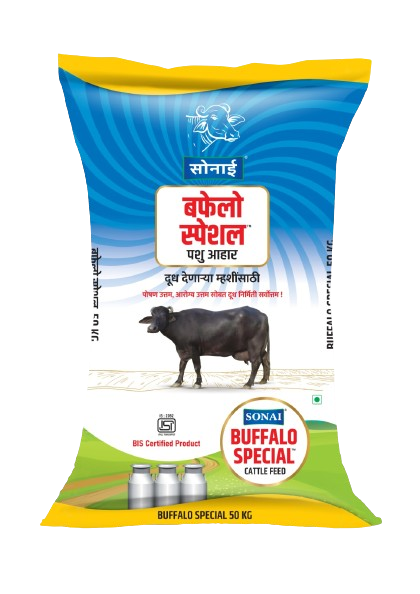 सोनाई
बफेलो
स्पेशल
पशु आहार
दूध देणाऱ्या म्हशींसाठी
पोषण उत्तम, आरोग्य उत्तम सोबत दूध निर्मिती सर्वोत्तम !
BUFFALO SPECIAL 50 KG
BIS Certified Product
SONAI
BUFFALO
SPECIAL
CATTLE FEED
BUFFALO SPECIAL 50 KG